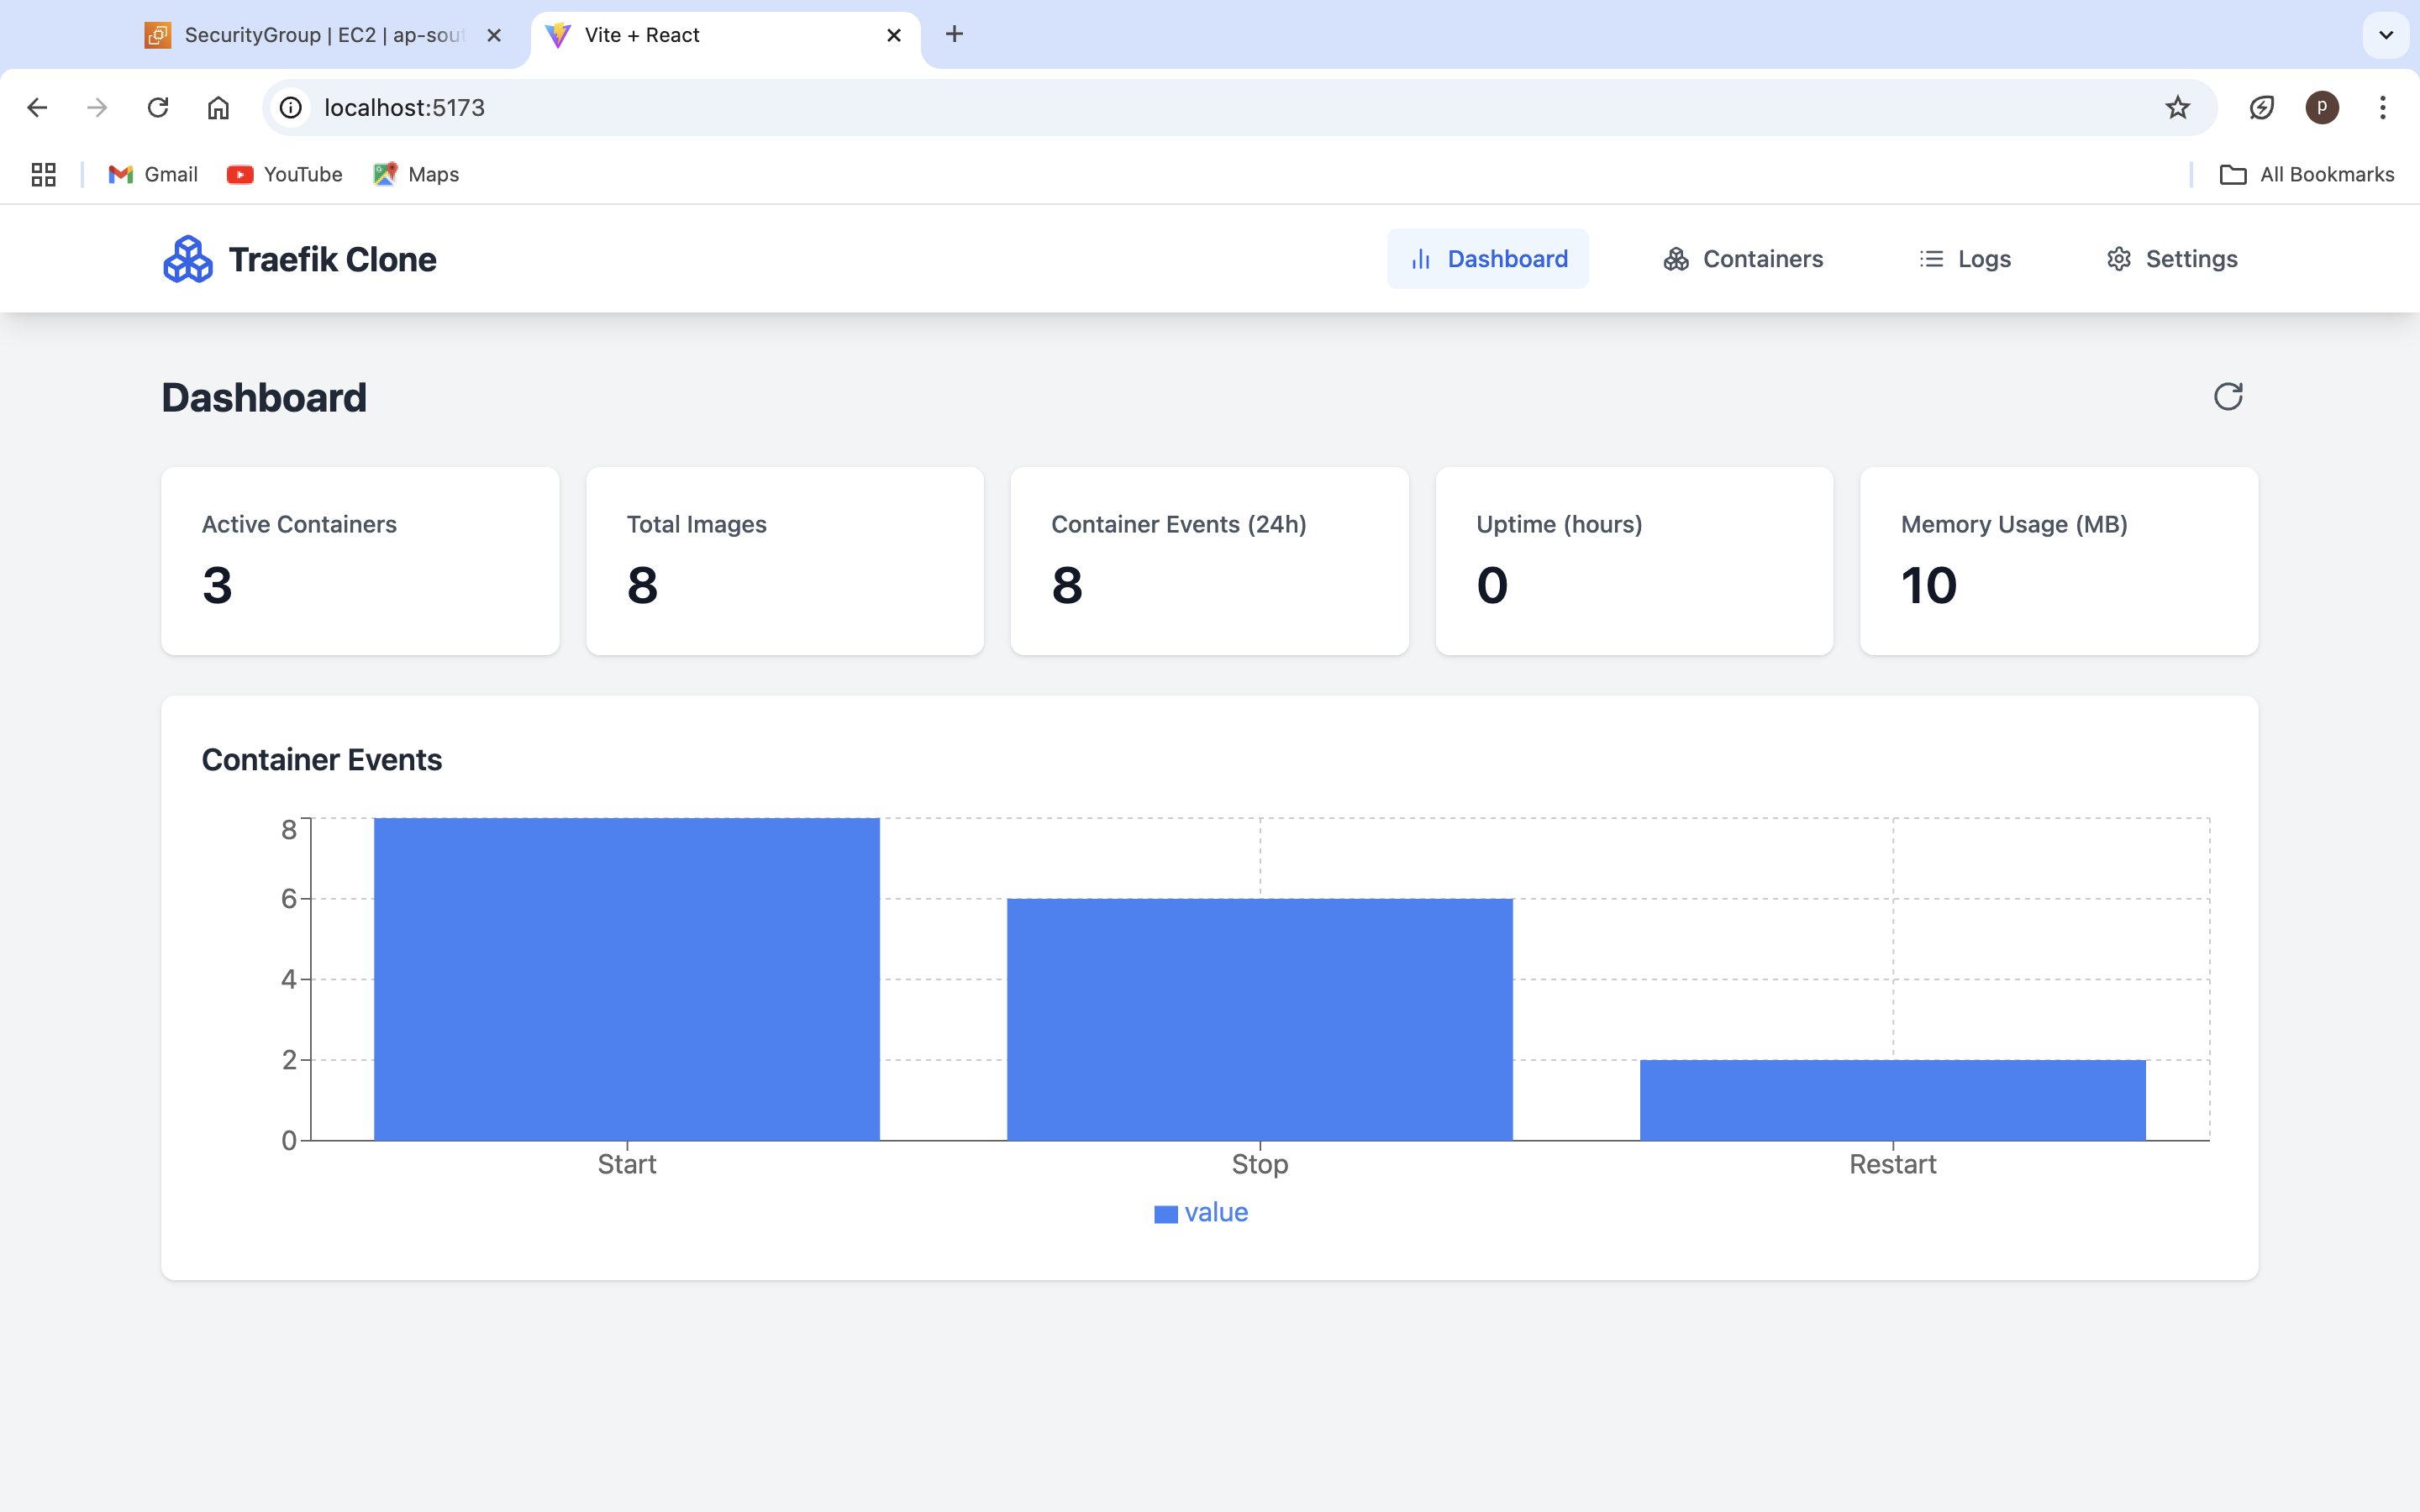 SecurityGroup | EC2 | ap-sout
Vite + React
localhost:5173
p
Gmail
YouTube
Maps
All Bookmarks
Traefik Clone
Dashboard
Containers
Logs
Settings
Dashboard
Active Containers
3
Total Images
8
Container Events (24h)
8
Uptime (hours)
0
Memory Usage (MB)
10
Container Events
8
6
4
2
0
Start
Stop
Restart
value